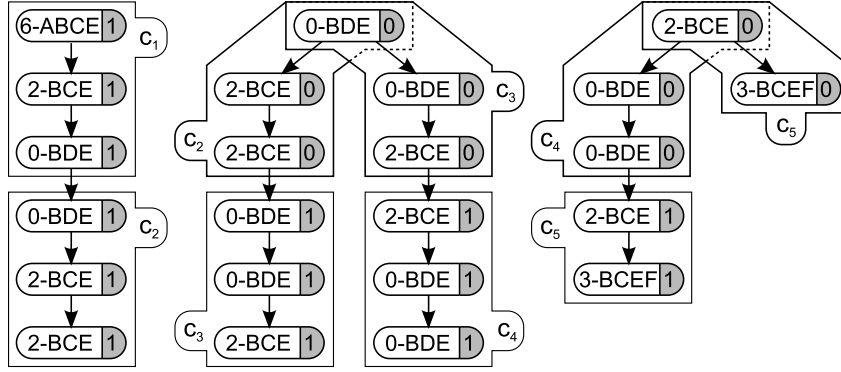 6-ABCE 1
c1
2-BCE 1
0-BDE 1
0-BDE 1
c2
2-BCE 1
2-BCE 1
0-BDE 0
2-BCE 0
0-BDE 0
c3
c2
2-BCE 0
2-BCE 0
0-BDE 1
2-BCE 1
0-BDE 1
0-BDE 1
c3
2-BCE 1
0-BDE 1
c4
2-BCE 0
0-BDE 0
3-BCEF 0
c5
c4
0-BDE 0
2-BCE 1
c5
3-BCEF 1